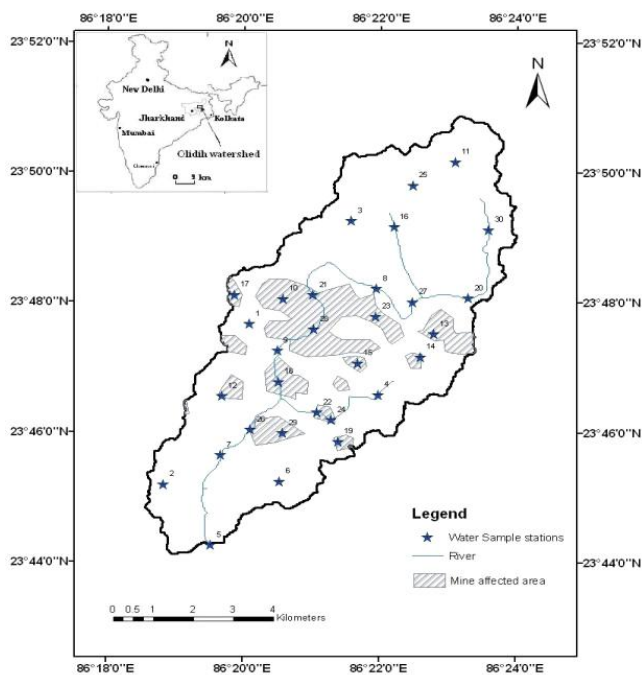 86°18'0"E 86°20'0"E 86°22'0"E 86°24'0"E
23°52'0"N 23°52'0"N
N
New Delhi
Jharkhand
Kolkata
Mumbai
Olidih watershed
0 3 km
N
11
25
3
16
30
23°50'0"N 23°50'0"N
17
10
21
8
27
20
23°48'0"N 23°48'0"N
1
23
13
9
14
15
18
12
4
22
24
23°46'0"N 23°46'0"N
29
19
7
2
6
5
23°44'0"N 23°44'0"N
Legend
Water Sample stations
River
Mine affected area
0 0.5 1 2 3 4
Kilometers
86°18'0"E 86°20'0"E 86°22'0"E 86°24'0"E